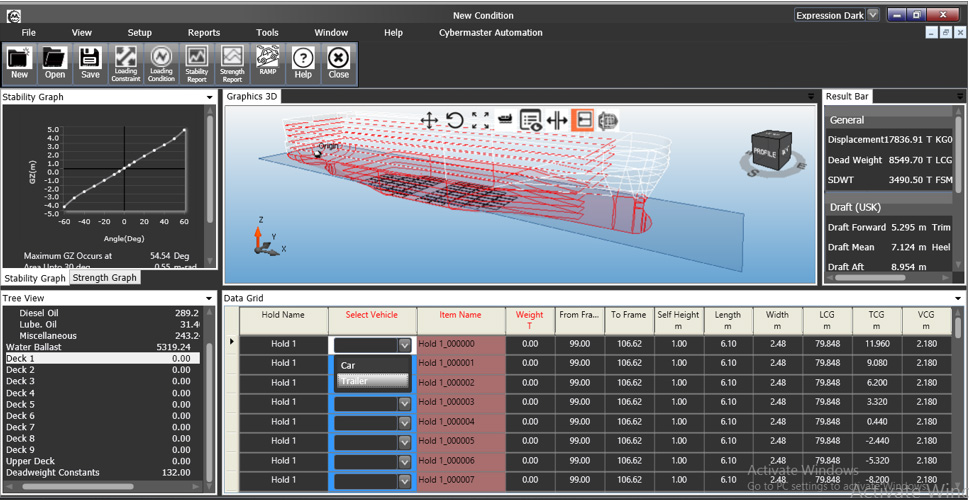 New Condition
Expression Dark
File View Setup Reports Tools Window Help Cybermaster Automation
New Open Save Loading Constraint Loading Condition Stability Report Strength Report RAMP Help Close
Stability Graph
5.0
4.0
3.0
2.0
1.0
0.0
-1.0
-2.0
-3.0
-4.0
-5.0
GZ(m)
-60 -40 -20 0 20 40 60
Angle(Deg)
Maximum GZ Occurs at 54.54 Deg
Area Upto 30 deg 0.55 m-rad
Stability Graph Strength Graph
Graphics 3D
Origin
PROFILE
S
E
Z
Y
X
Result Bar
General
Displacement 17836.91 T KG0
Dead Weight 8549.70 T LCG
SDWT 3490.50 T FSM
Draft (USK)
Draft Forward 5.295 m Trim
Draft Mean 7.124 m Heel
Draft Aft 8.954 m
Tree View
Diesel Oil 289.2
Lube. Oil 31.4
Miscellaneous 243.2
Water Ballast 5319.24
Deck 1 0.00
Deck 2 0.00
Deck 3 0.00
Deck 4 0.00
Deck 5 0.00
Deck 6 0.00
Deck 7 0.00
Deck 8 0.00
Deck 9 0.00
Upper Deck 0.00
Deadweight Constants 132.00
Data Grid
Hold Name Select Vehicle Item Name Weight T From Fra... To Frame Self Height m Length m Width m LCG m TCG m VCG m
Hold 1 Hold 1_000000 0.00 99.00 106.62 1.00 6.10 2.48 79.848 11.960 2.180
Hold 1 Car Hold 1_000001 0.00 99.00 106.62 1.00 6.10 2.48 79.848 9.080 2.180
Hold 1 Trailer Hold 1_000002 0.00 99.00 106.62 1.00 6.10 2.48 79.848 6.200 2.180
Hold 1 Hold 1_000003 0.00 99.00 106.62 1.00 6.10 2.48 79.848 3.320 2.180
Hold 1 Hold 1_000004 0.00 99.00 106.62 1.00 6.10 2.48 79.848 0.440 2.180
Hold 1 Hold 1_000005 0.00 99.00 106.62 1.00 6.10 2.48 79.848 -2.440 2.180
Hold 1 Hold 1_000006 0.00 99.00 106.62 1.00 6.10 2.48 79.848 -5.320 2.180
Hold 1 Hold 1_000007 0.00 99.00 106.62 1.00 6.10 2.48 79.848 -8.200 2.180
Activate Windows
Go to PC settings to activate Windows.
Activate Win